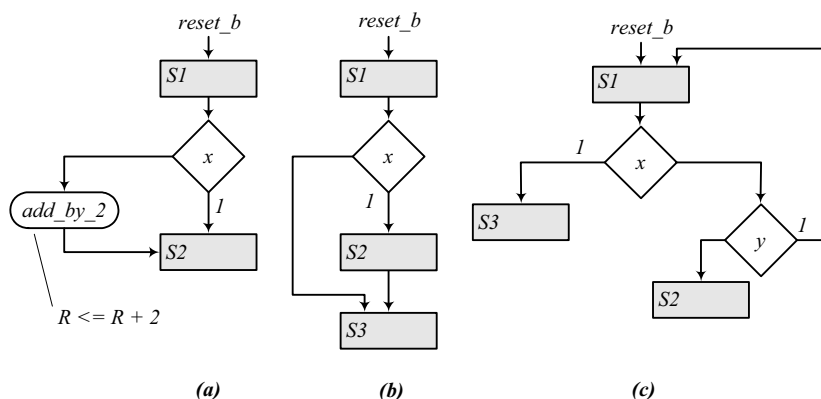 reset_b
S1
x
1
add_by_2
S2
R <= R + 2
(a)
reset_b
S1
x
1
S2
S3
(b)
reset_b
S1
x
1
S3
y
1
S2
(c)